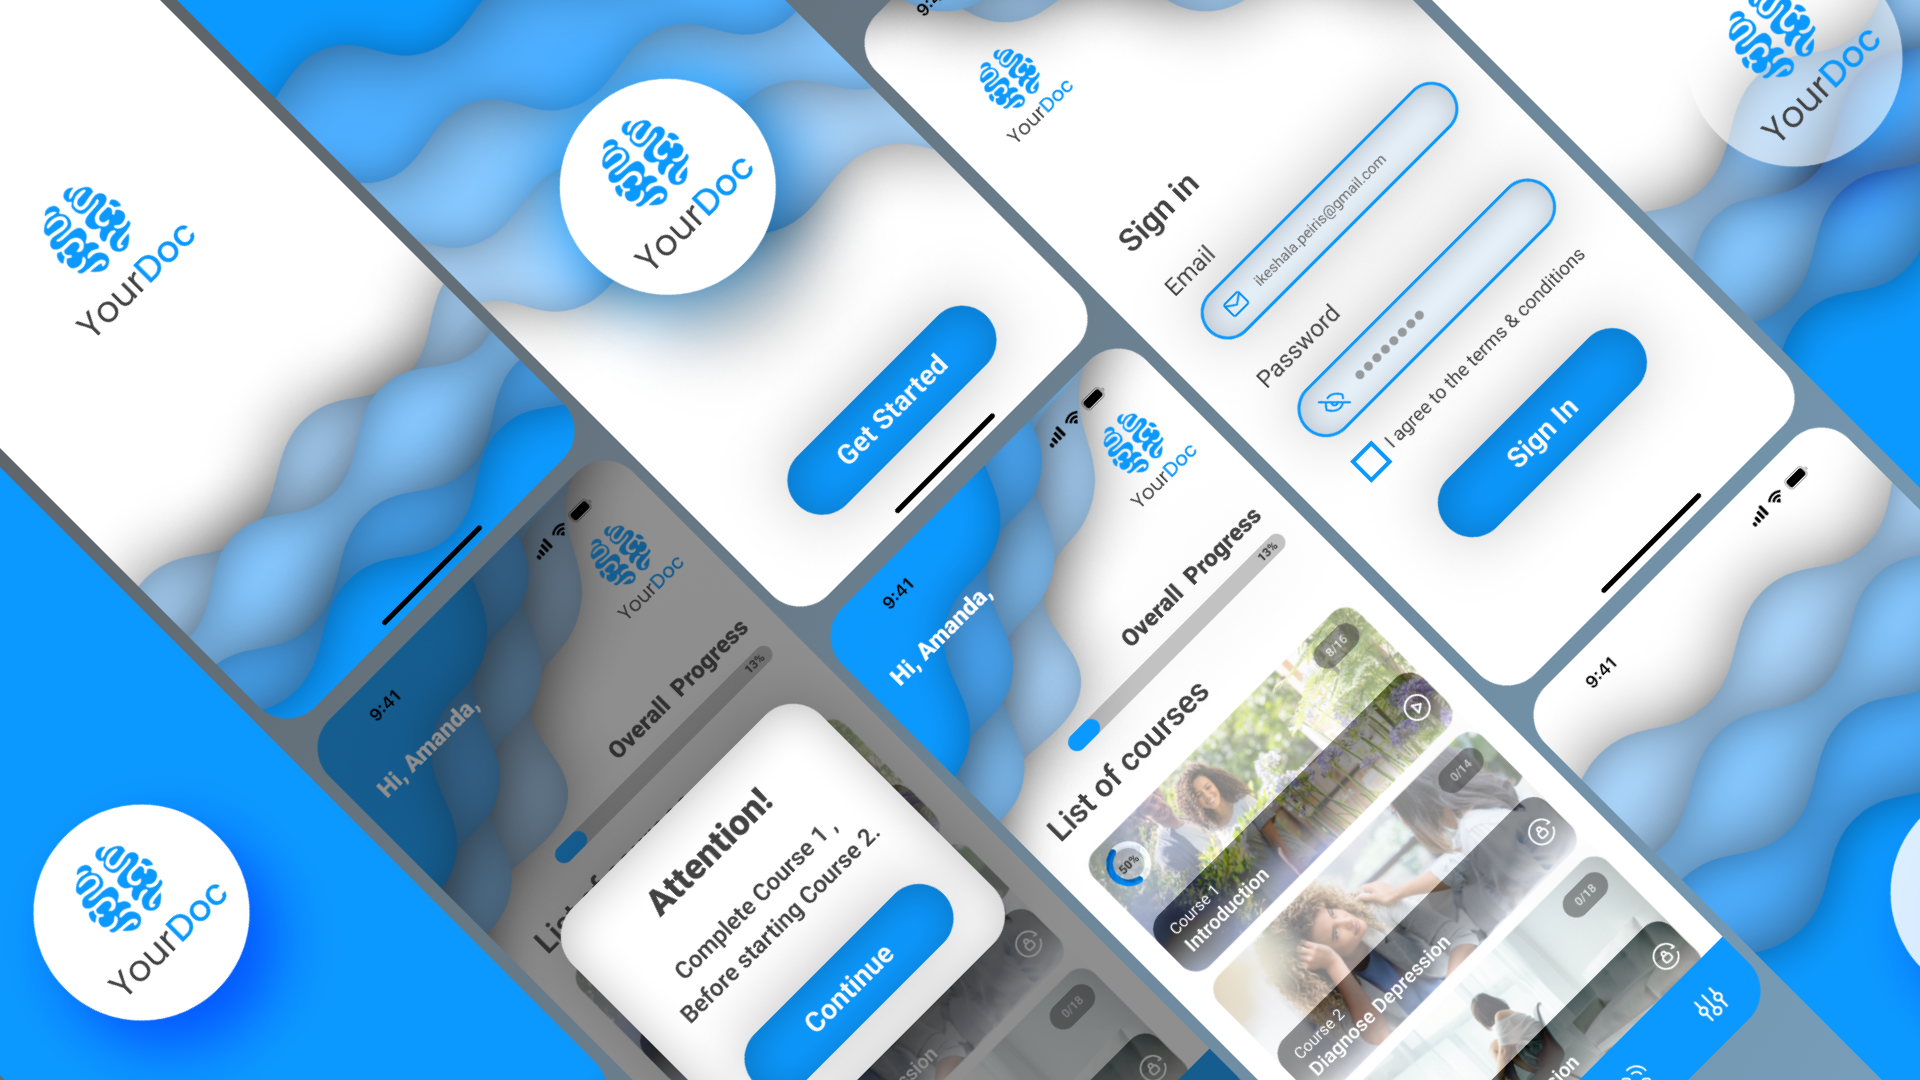 YourDoc
YourDoc
Get Started
YourDoc
Sign in
Email
ikeshala.peiris@gmail.com
Password
I agree to the terms & conditions
Sign In
YourDoc
YourDoc
9:41
YourDoc
Hi, Amanda,
Overall Progress
13%
Attention!
Complete Course 1 ,
Before starting Course 2.
Continue
0/18
9:41
YourDoc
Hi, Amanda,
Overall Progress
13%
List of courses
8/16
50%
Course 1
Introduction
0/14
Course 2
Diagnose Depression
0/18
9:41